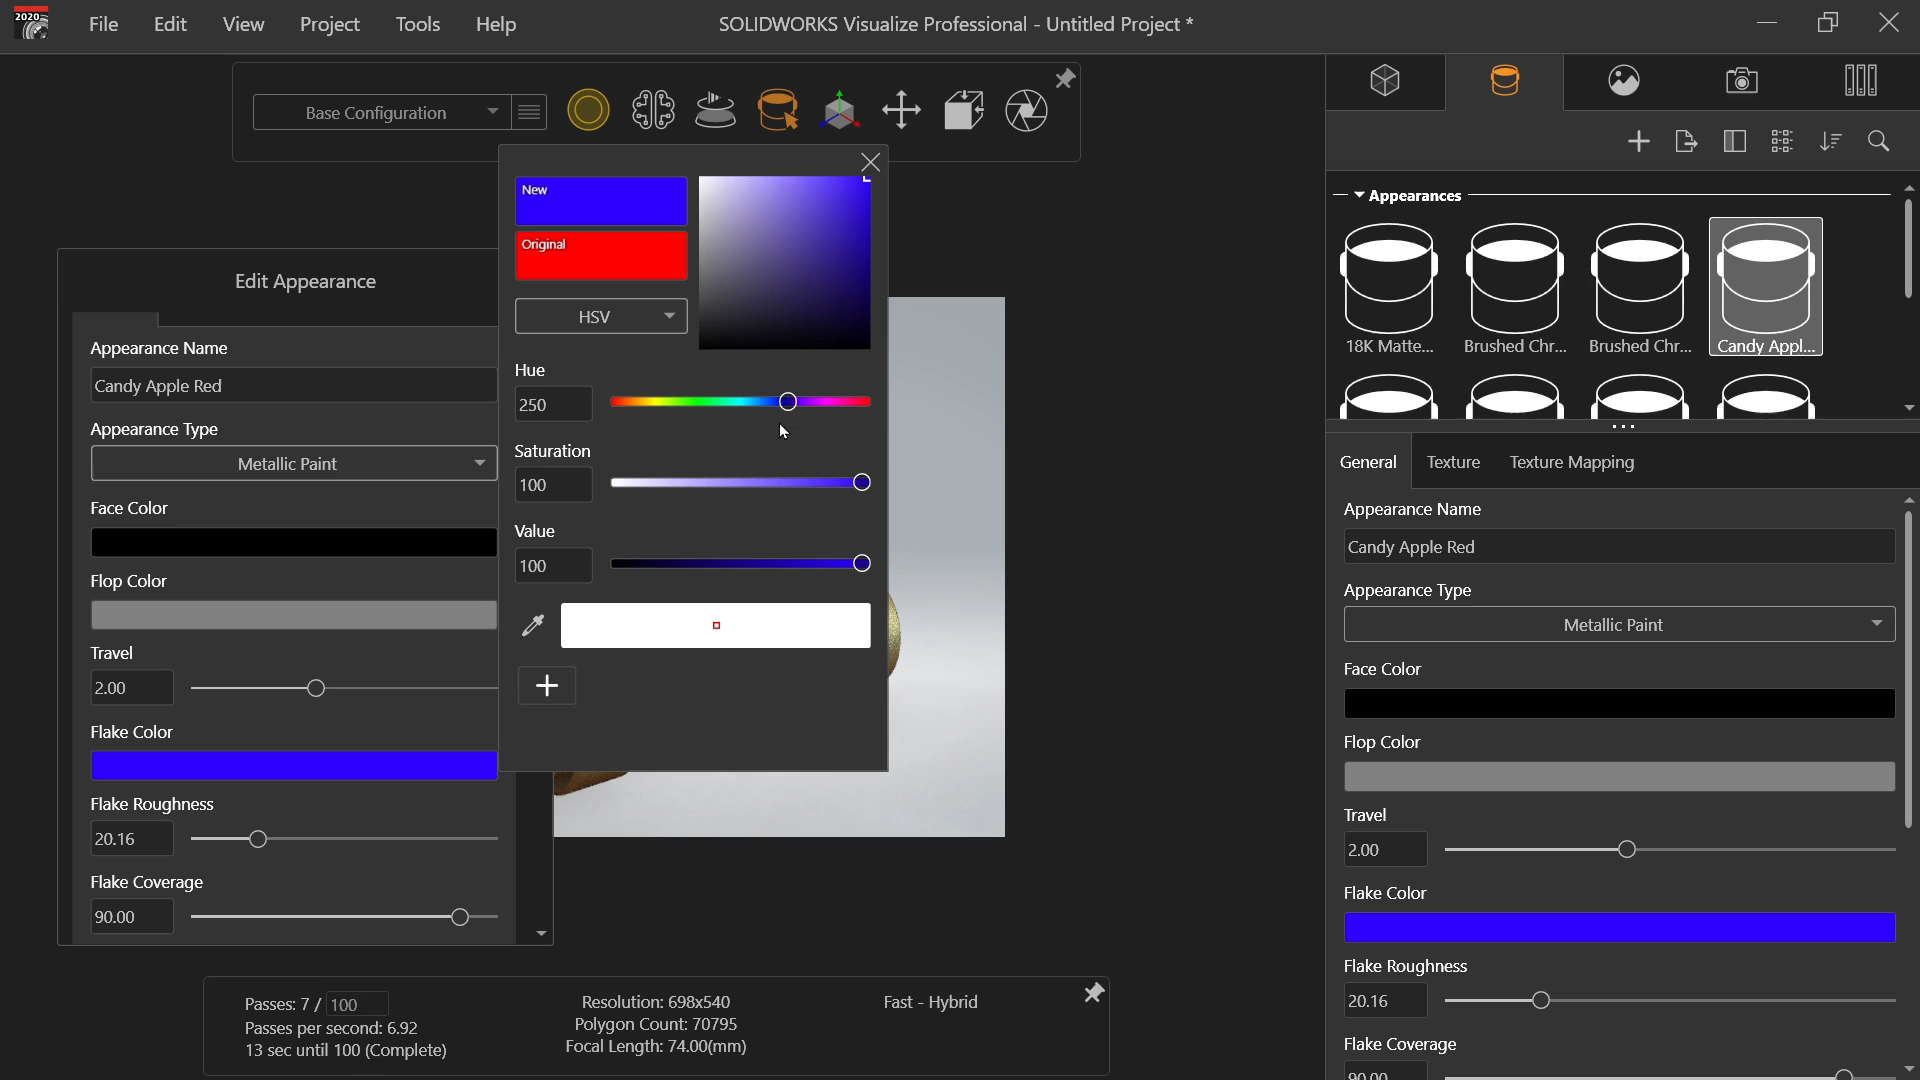 2020
File Edit View Project Tools Help
SOLIDWORKS Visualize Professional - Untitled Project *
Base Configuration
Edit Appearance
Appearance Name
Candy Apple Red
Appearance Type
Metallic Paint
Face Color
Flop Color
Travel
2.00
Flake Color
Flake Roughness
20.16
Flake Coverage
90.00
New
Original
HSV
Hue
250
Saturation
100
Value
100
Passes: 7 / 100
Passes per second: 6.92
13 sec until 100 (Complete)
Resolution: 698x540
Polygon Count: 70795
Focal Length: 74.00(mm)
Fast - Hybrid
Appearances
18K Matte... Brushed Chr... Brushed Chr... Candy Appl...
General Texture Texture Mapping
Appearance Name
Candy Apple Red
Appearance Type
Metallic Paint
Face Color
Flop Color
Travel
2.00
Flake Color
Flake Roughness
20.16
Flake Coverage
90.00